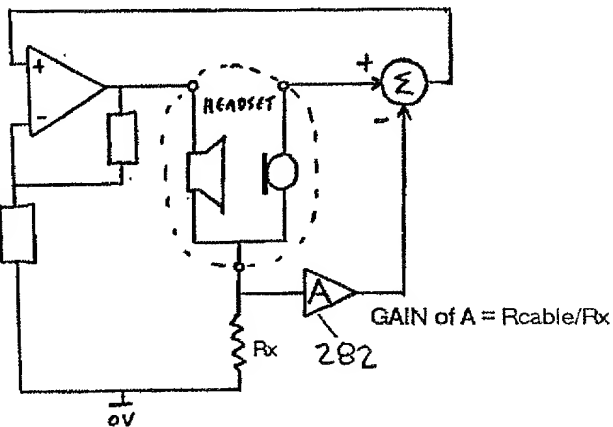 +
-
HEADSET
+
Σ
-
A
GAIN of A = Rcable/Rx
Rx
282
0V